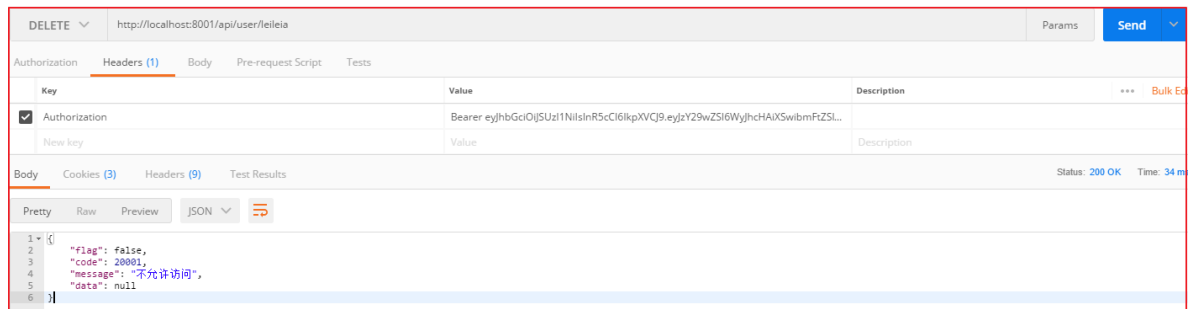 DELETE http://localhost:8001/api/user/leileia Params Send
Authorization Headers (1) Body Pre-request Script Tests
Key Value Description ••• Bulk Ed
Authorization Bearer eyJhbGciOiJSUzI1NiIsInR5cCI6IkpXVCJ9.eyJzY29wZSI6WyJhcHAiXSwibmFtZSI...
New key Value Description
Body Cookies (3) Headers (9) Test Results Status: 200 OK Time: 34 m
Pretty Raw Preview JSON
1 {
2 "flag": false,
3 "code": 20001,
4 "message": "不允许访问",
5 "data": null
6 }